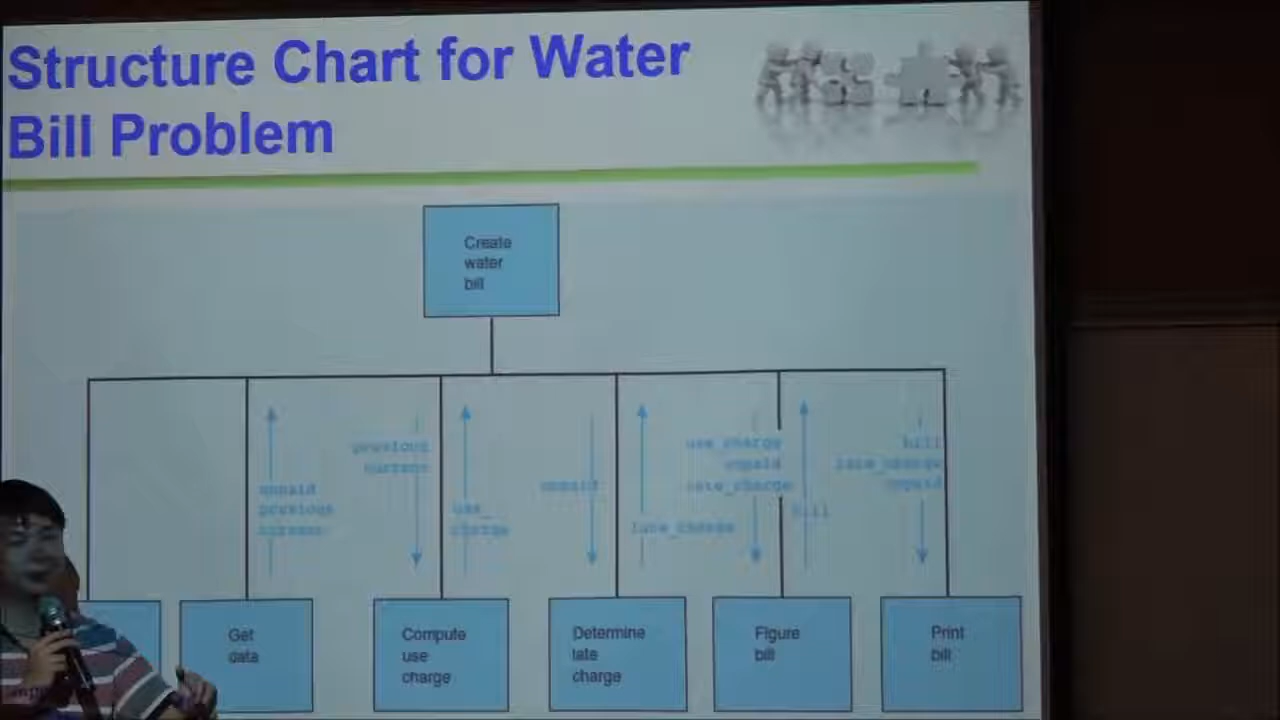 Structure Chart for Water
Bill Problem
Create
water
bill
previous
current
use_charge
unpaid
late_charge
bill
late_charge
unpaid
unpaid
previous
current
use_
charge
unpaid
late_charge
bill
Get
data
Compute
use
charge
Determine
late
charge
Figure
bill
Print
bill